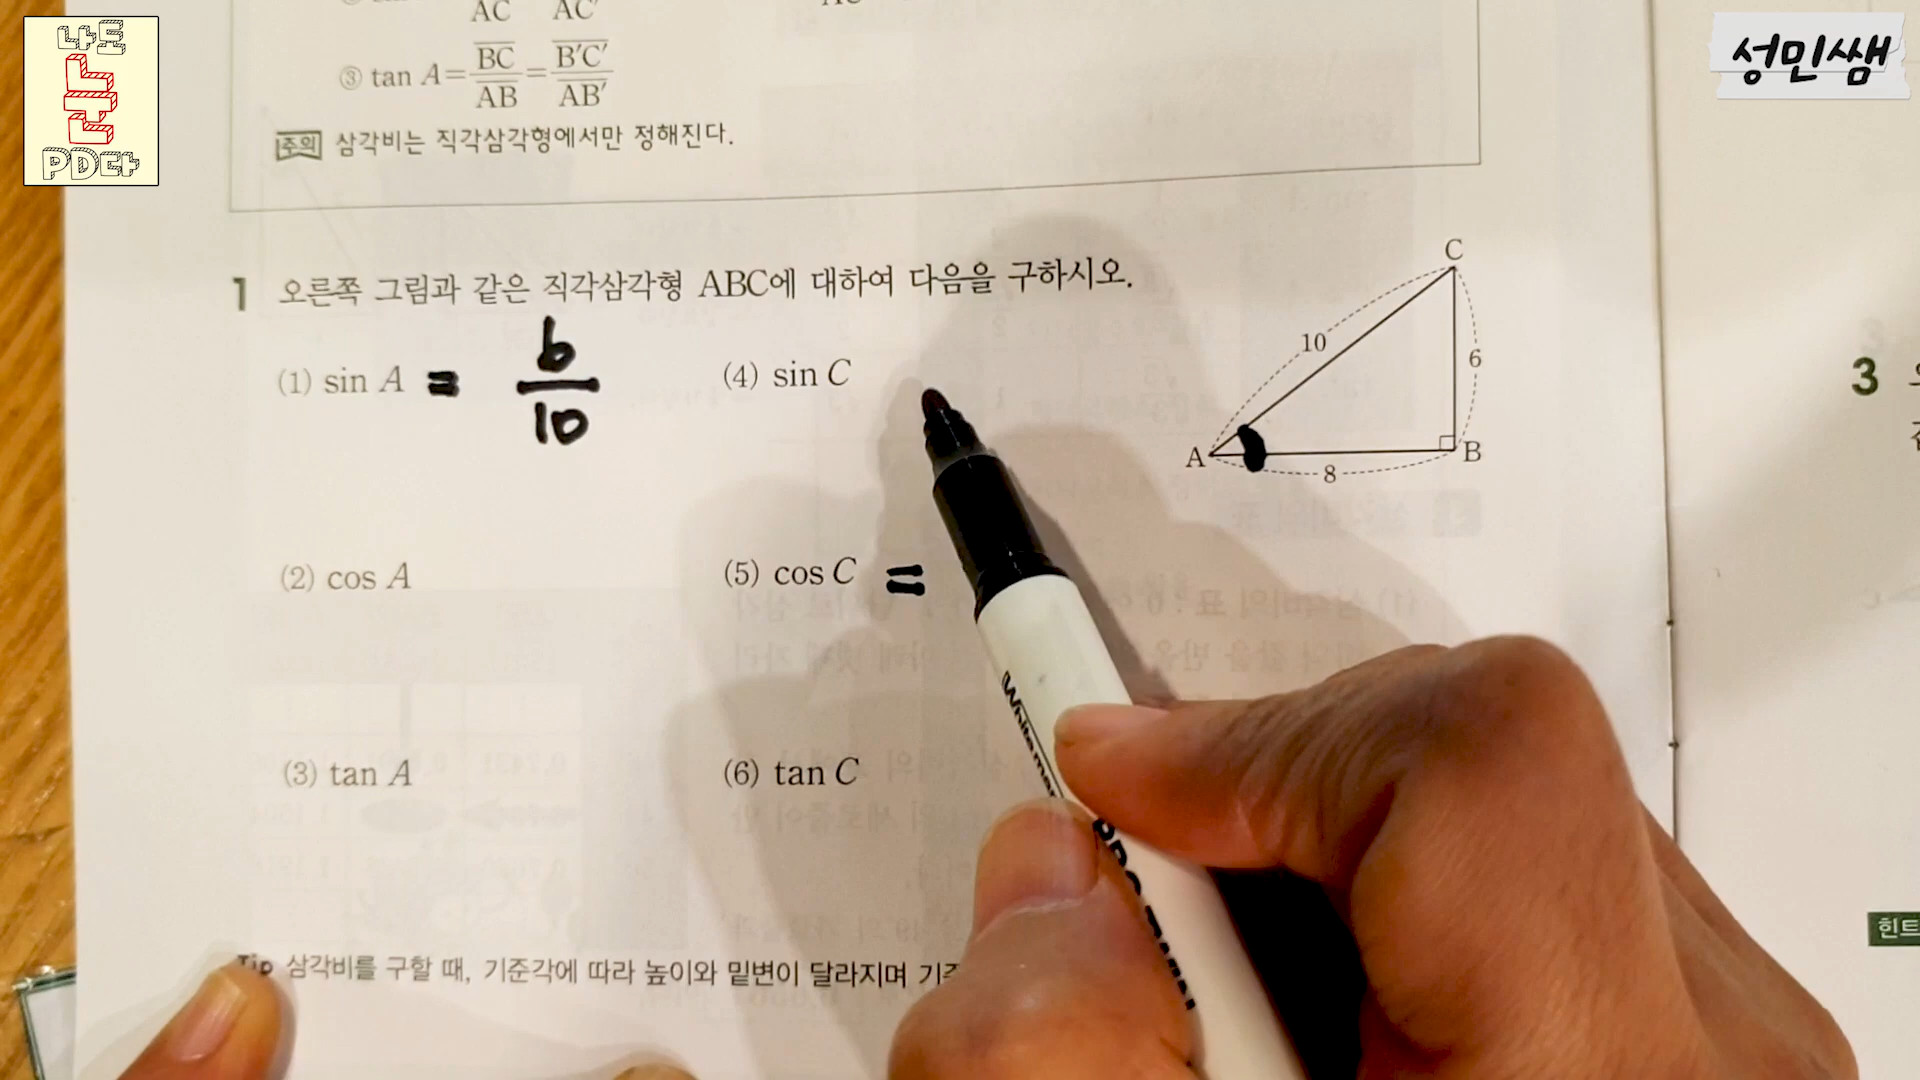 나도
눈
PD다
성민쌤
AC AC′
③ tan A = BC/AB = B′C′/AB′
주의 삼각비는 직각삼각형에서만 정해진다.
1 오른쪽 그림과 같은 직각삼각형 ABC에 대하여 다음을 구하시오.
(1) sin A = 6/10
(4) sin C
C
10
6
A
B
8
3
(2) cos A
(5) cos C =
(3) tan A
(6) tan C
힌트
Tip 삼각비를 구할 때, 기준각에 따라 높이와 밑변이 달라지며